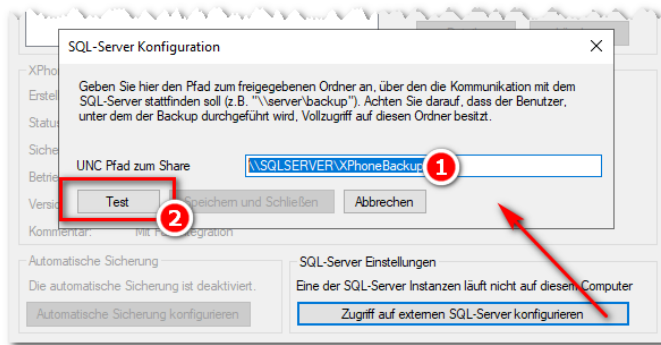 SQL-Server Konfiguration
XPho
Geben Sie hier den Pfad zum freigegebenen Ordner an, über den die Kommunikation mit dem
Erstel
SQL-Server stattfinden soll (z.B. "\\server\backup"). Achten Sie darauf, dass der Benutzer,
unter dem der Backup durchgeführt wird, Vollzugriff auf diesen Ordner besitzt.
Status
Siche
UNC Pfad zum Share \\SQLSERVER\XPhoneBackup 1
Betrie
Versio Test Speichern und Schließen Abbrechen
2
Kommentar:
Automatische Sicherung SQL-Server Einstellungen
Die automatische Sicherung ist deaktiviert. Eine der SQL-Server Instanzen läuft nicht auf diesem Computer
Automatische Sicherung konfigurieren Zugriff auf externen SQL-Server konfigurieren